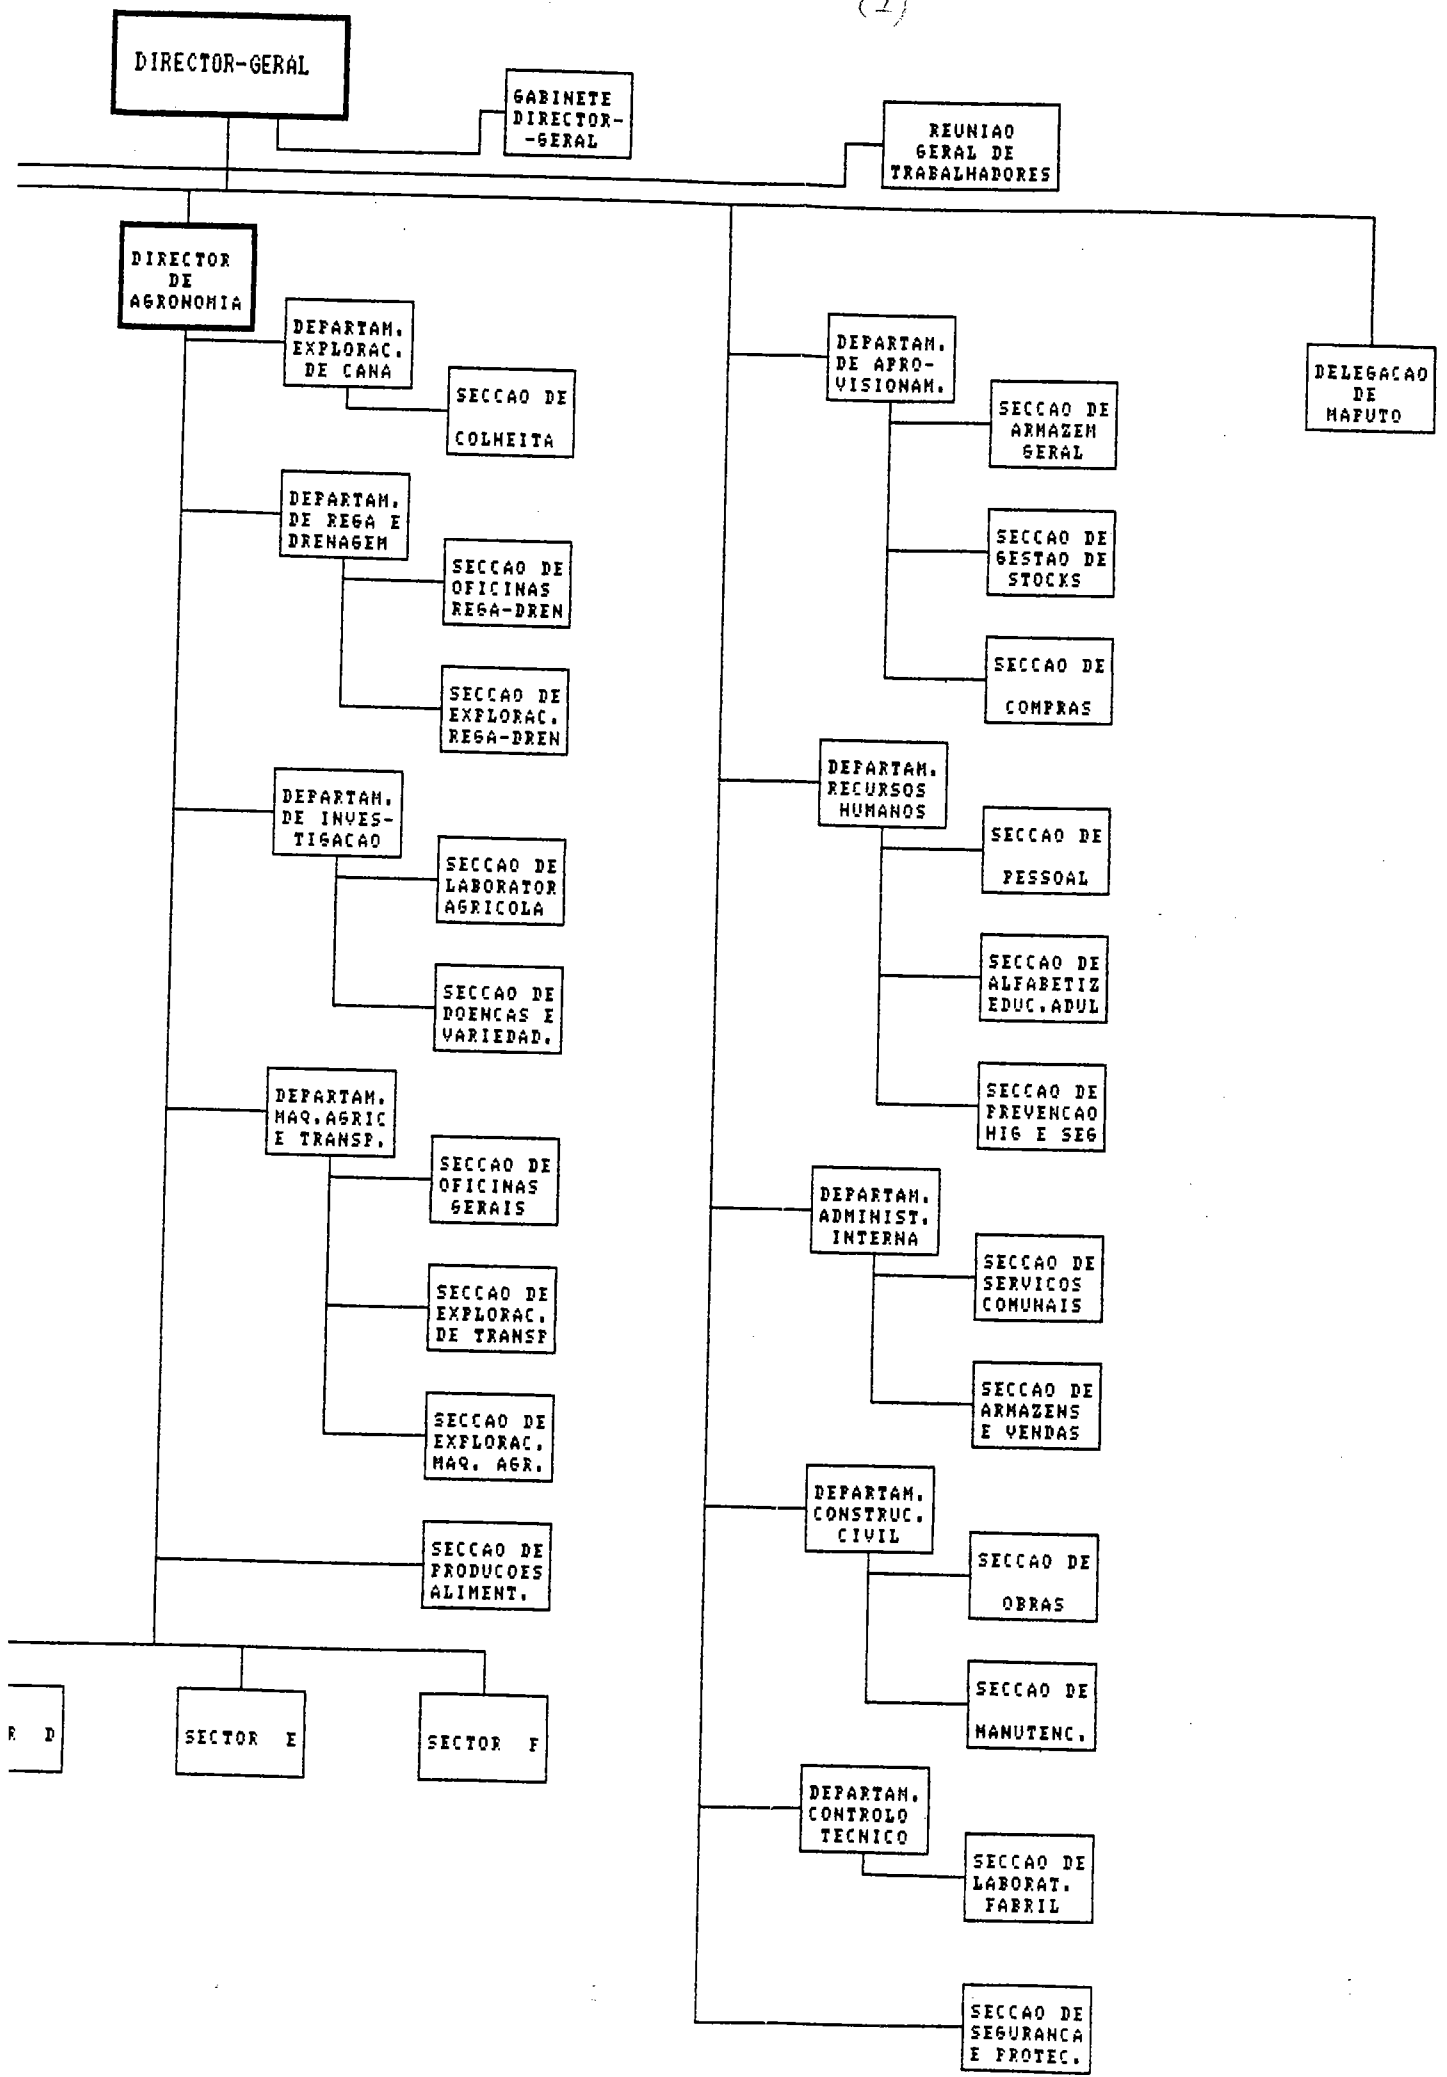 (1)
DIRECTOR-GERAL
GABINETE
DIRECTOR-
-GERAL
REUNIAO
GERAL DE
TRABALHADORES
DIRECTOR
DE
AGRONOMIA
DEPARTAM.
EXPLORAC.
DE CANA
SECCAO DE
COLHEITA
DEPARTAM.
DE REGA E
DRENAGEM
SECCAO DE
OFICINAS
REGA-DREN
SECCAO DE
EXPLORAC.
REGA-DREN
DEPARTAM.
DE INVES-
TIGACAO
SECCAO DE
LABORATOR
AGRICOLA
SECCAO DE
DOENCAS E
VARIEDAD.
DEPARTAM.
MAQ.AGRIC
E TRANSP.
SECCAO DE
OFICINAS
GERAIS
SECCAO DE
EXPLORAC.
DE TRANSP
SECCAO DE
EXPLORAC.
MAQ. AGR.
SECCAO DE
PRODUCOES
ALIMENT.
R D
SECTOR E
SECTOR F
DEPARTAM.
DE APRO-
VISIONAM.
SECCAO DE
ARMAZEM
GERAL
SECCAO DE
GESTAO DE
STOCKS
SECCAO DE
COMPRAS
DEPARTAM.
RECURSOS
HUMANOS
SECCAO DE
PESSOAL
SECCAO DE
ALFABETIZ
EDUC.ADUL
SECCAO DE
PREVENCAO
HIG E SEG
DEPARTAM.
ADMINIST.
INTERNA
SECCAO DE
SERVICOS
COMUNAIS
SECCAO DE
ARMAZENS
E VENDAS
DEPARTAM.
CONSTRUC.
CIVIL
SECCAO DE
OBRAS
SECCAO DE
MANUTENC.
DEPARTAM.
CONTROLO
TECNICO
SECCAO DE
LABORAT.
FABRIL
SECCAO DE
SEGURANCA
E PROTEC.
DELEGACAO
DE
MAPUTO